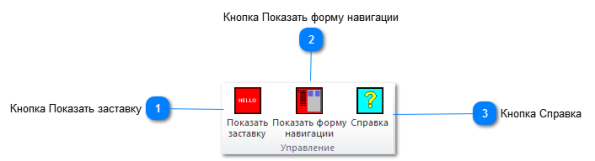 Кнопка Показать форму навигации
2
Кнопка Показать заставку
1
HELLO
?
3
Кнопка Справка
Показать заставку
Показать форму навигации
Справка
Управление